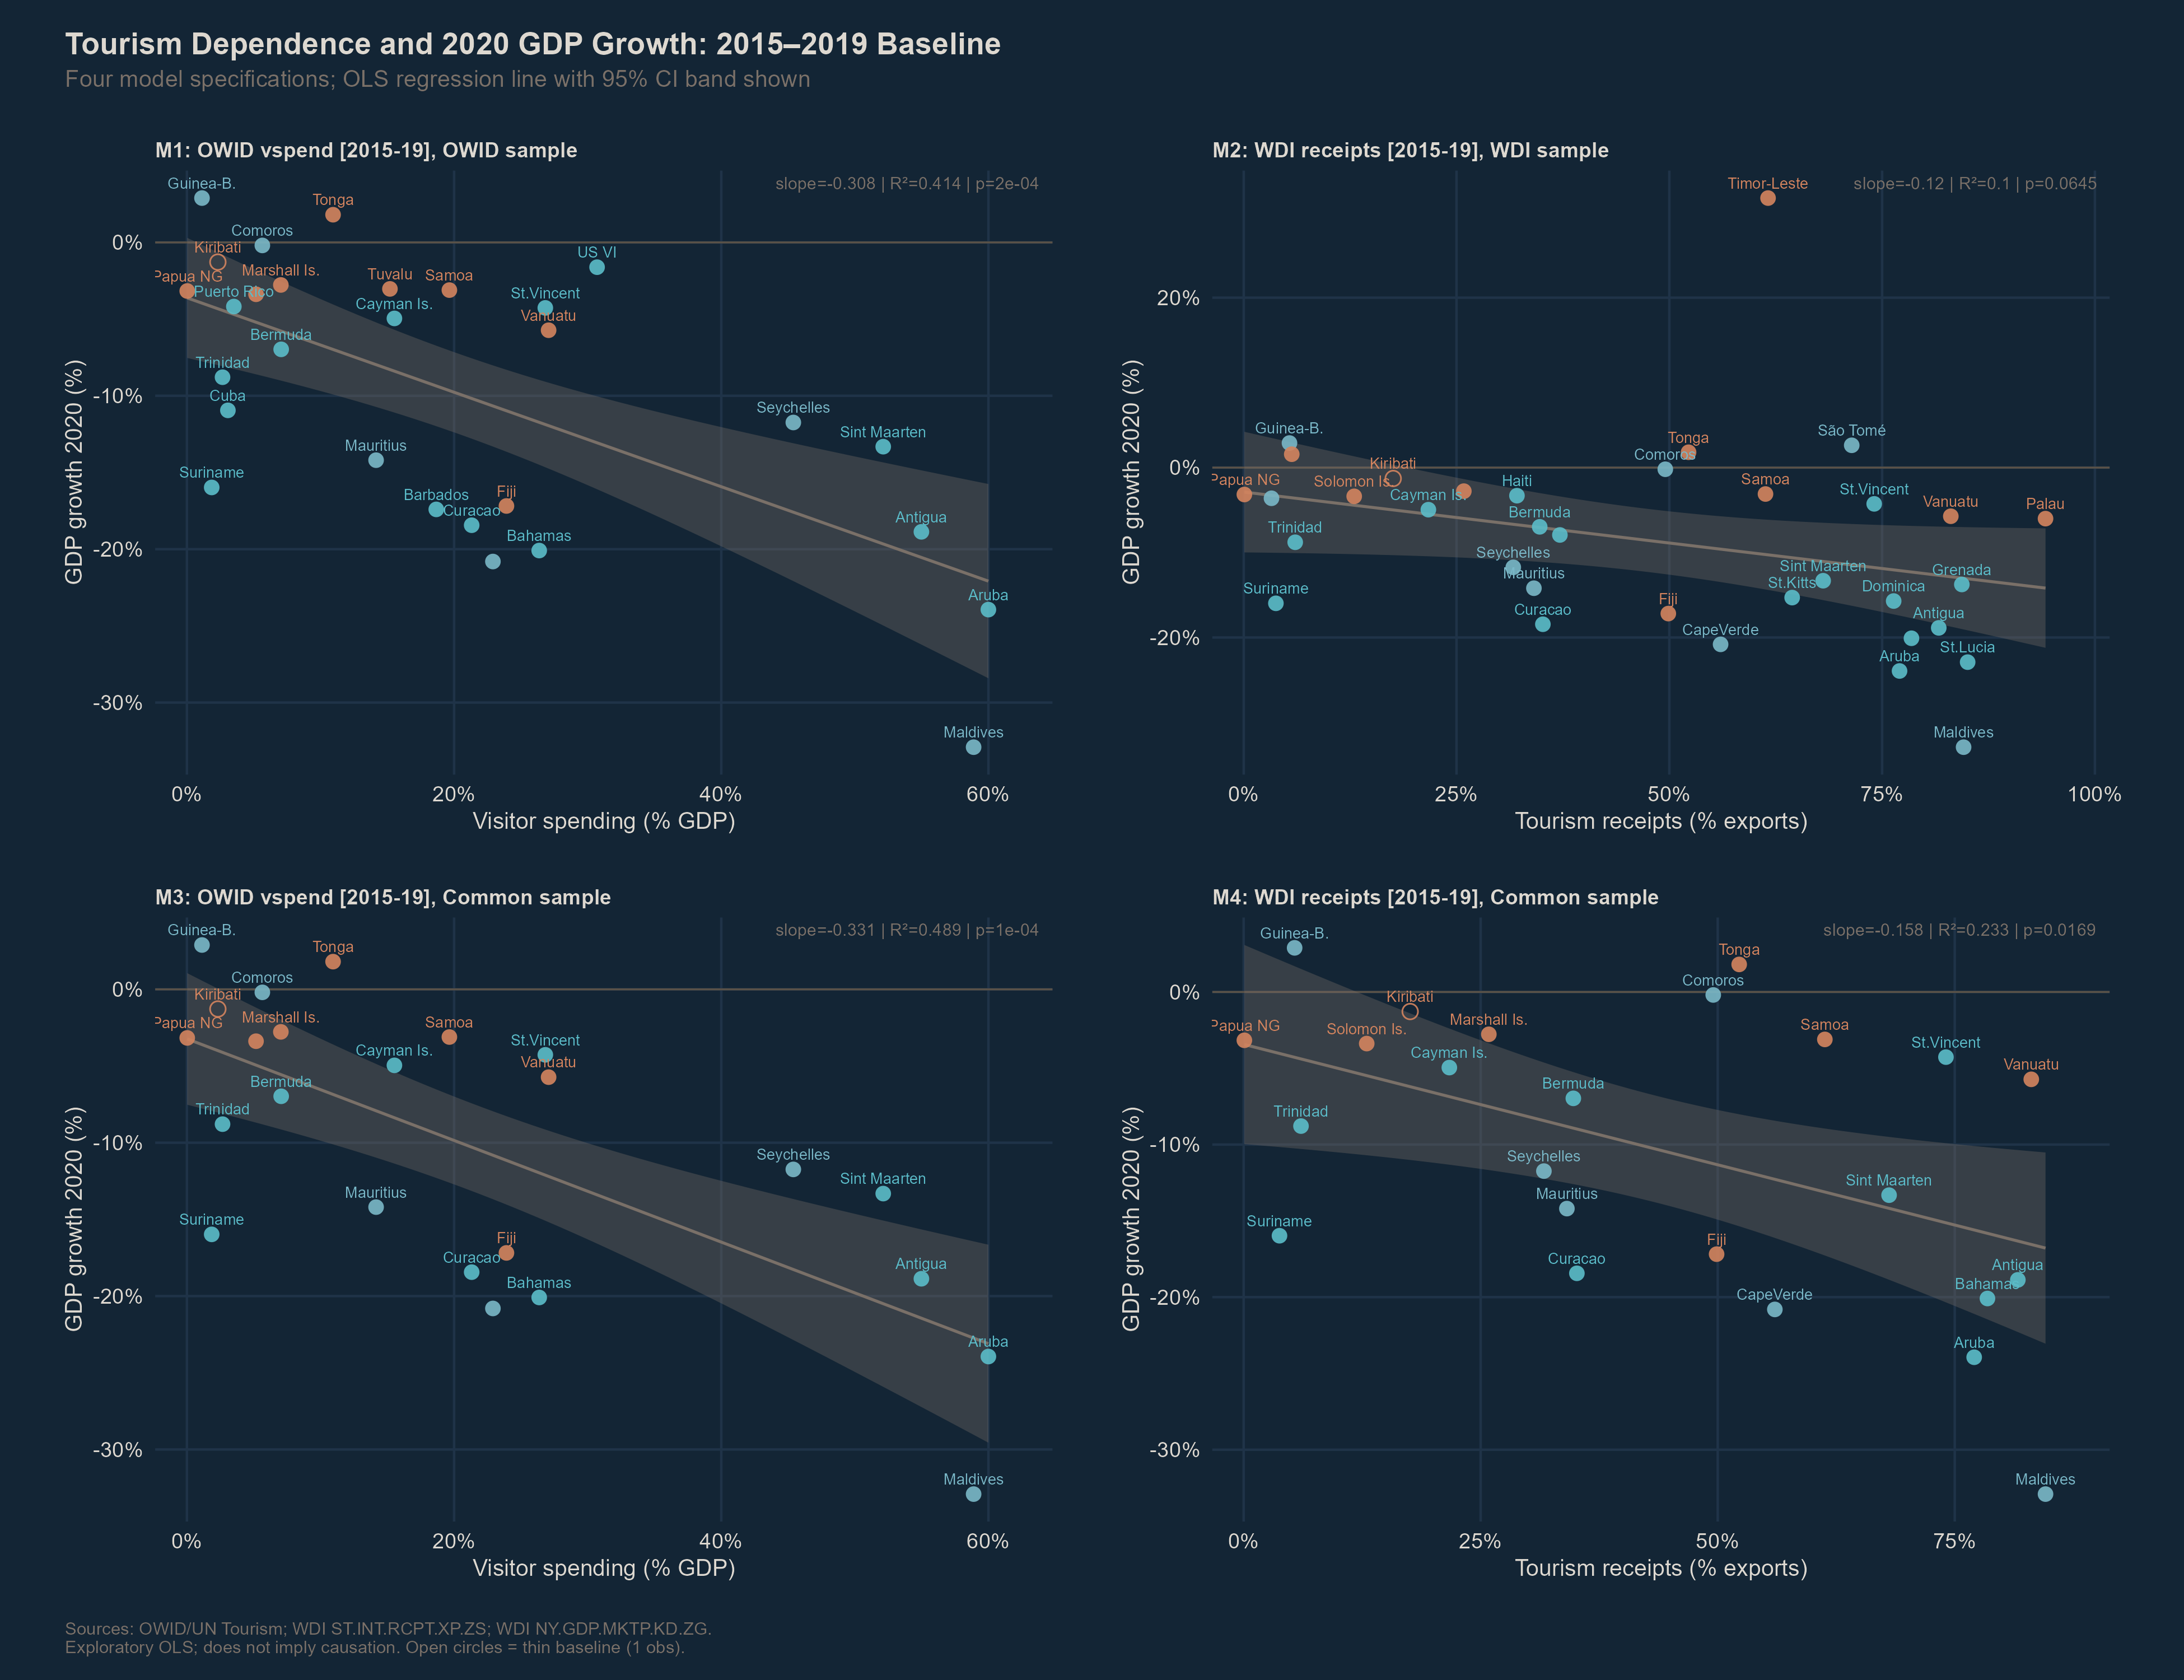 Tourism Dependence and 2020 GDP Growth: 2015–2019 Baseline
Four model specifications; OLS regression line with 95% CI band shown
M1: OWID vspend [2015-19], OWID sample
slope=-0.308 | R²=0.414 | p=2e-04
Guinea-B.
Tonga
Comoros
Kiribati
US VI
Papua NG
Marshall Is.
Tuvalu
Samoa
Puerto Rico
St.Vincent
Cayman Is.
Vanuatu
Bermuda
Trinidad
Cuba
Seychelles
Sint Maarten
Mauritius
Suriname
Barbados
Fiji
Curacao
Antigua
Bahamas
Aruba
Maldives
0%
-10%
-20%
-30%
GDP growth 2020 (%)
0%
20%
40%
60%
Visitor spending (% GDP)
M2: WDI receipts [2015-19], WDI sample
Timor-Leste
slope=-0.12 | R²=0.1 | p=0.0645
Guinea-B.
São Tomé
Tonga
Comoros
Kiribati
Papua NG
Solomon Is.
Haiti
Samoa
Cayman Is.
St.Vincent
Vanuatu
Palau
Bermuda
Trinidad
Seychelles
Sint Maarten
Grenada
Mauritius
St.Kitts
Dominica
Suriname
Fiji
Curacao
Antigua
CapeVerde
St.Lucia
Aruba
Maldives
20%
0%
-20%
GDP growth 2020 (%)
0%
25%
50%
75%
100%
Tourism receipts (% exports)
M3: OWID vspend [2015-19], Common sample
slope=-0.331 | R²=0.489 | p=1e-04
Guinea-B.
Tonga
Comoros
Kiribati
Papua NG
Marshall Is.
Samoa
St.Vincent
Cayman Is.
Vanuatu
Bermuda
Trinidad
Seychelles
Sint Maarten
Mauritius
Suriname
Fiji
Curacao
Antigua
Bahamas
Aruba
Maldives
0%
-10%
-20%
-30%
GDP growth 2020 (%)
0%
20%
40%
60%
Visitor spending (% GDP)
M4: WDI receipts [2015-19], Common sample
slope=-0.158 | R²=0.233 | p=0.0169
Guinea-B.
Tonga
Comoros
Kiribati
Papua NG
Solomon Is.
Marshall Is.
Samoa
Cayman Is.
St.Vincent
Vanuatu
Bermuda
Trinidad
Seychelles
Sint Maarten
Mauritius
Suriname
Fiji
Curacao
Antigua
Bahamas
CapeVerde
Aruba
Maldives
0%
-10%
-20%
-30%
GDP growth 2020 (%)
0%
25%
50%
75%
Tourism receipts (% exports)
Sources: OWID/UN Tourism; WDI ST.INT.RCPT.XP.ZS; WDI NY.GDP.MKTP.KD.ZG.
Exploratory OLS; does not imply causation. Open circles = thin baseline (1 obs).